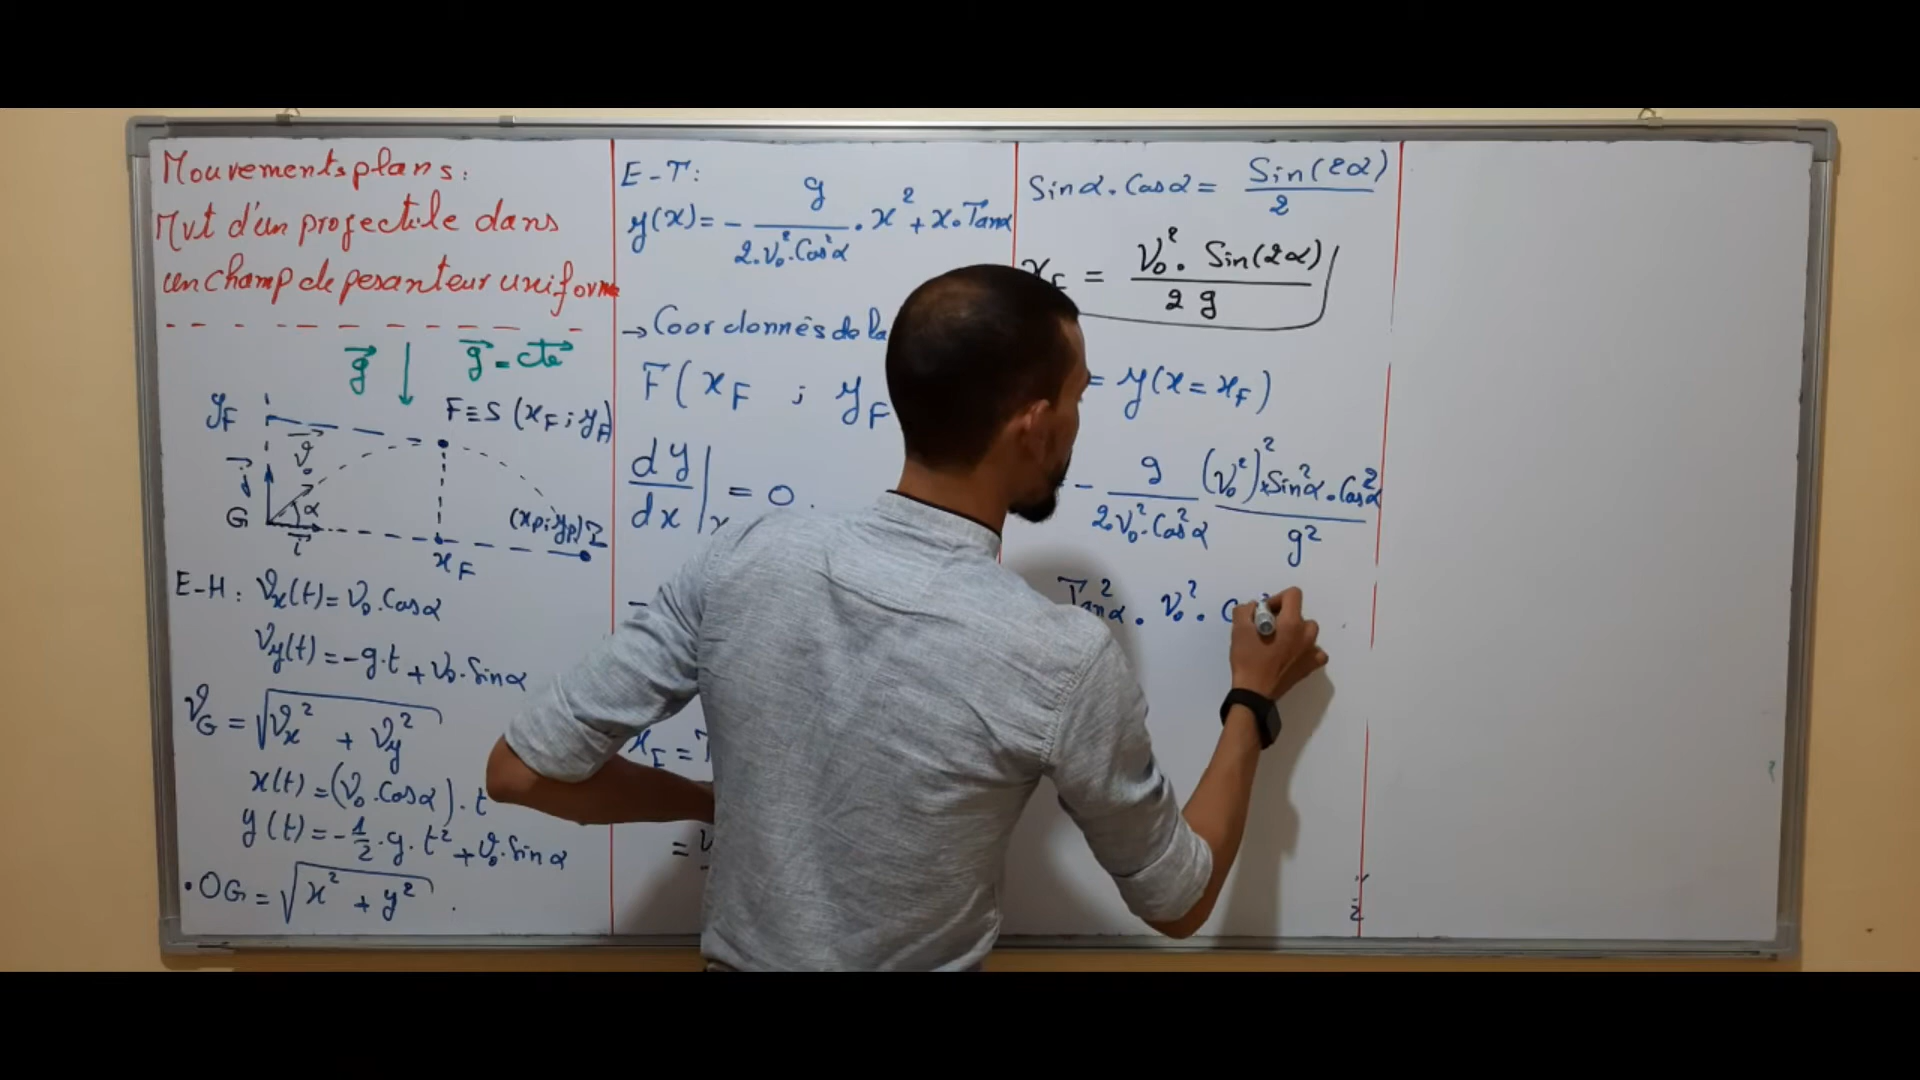 Mouvements plans :
Mvt d'un projectile dans
un champ de pesanteur uniforme
g⃗ g⃗ = cte⃗
y_F F≡S (x_F ; y_F)
v⃗₀
j⃗
G α (x_P ; y_P)
i⃗ x_F
E-H : v_x(t) = v₀ . Cosα
v_y(t) = -g.t + v₀ . Sinα
v_G = √(v_x² + v_y²)
x(t) = (v₀ . Cosα) . t
y(t) = -1/2 . g . t² + v₀ . Sinα
• OG = √(x² + y²) .
E-T :
y(x) = - g / (2.v₀².Cos²α) . x² + x . Tanα
→ Coordonnés de la
F( x_F ; y_F
dy/dx | = 0 .
-
x_F =
=
Sinα . Cosα = Sin(2α) / 2
x_F = v₀² . Sin(2α) / 2 g
= y(x = x_F)
- g / (2v₀².Cos²α) (v₀²)² × Sin²α . Cos²α / g²
Tan²α . v₀² .